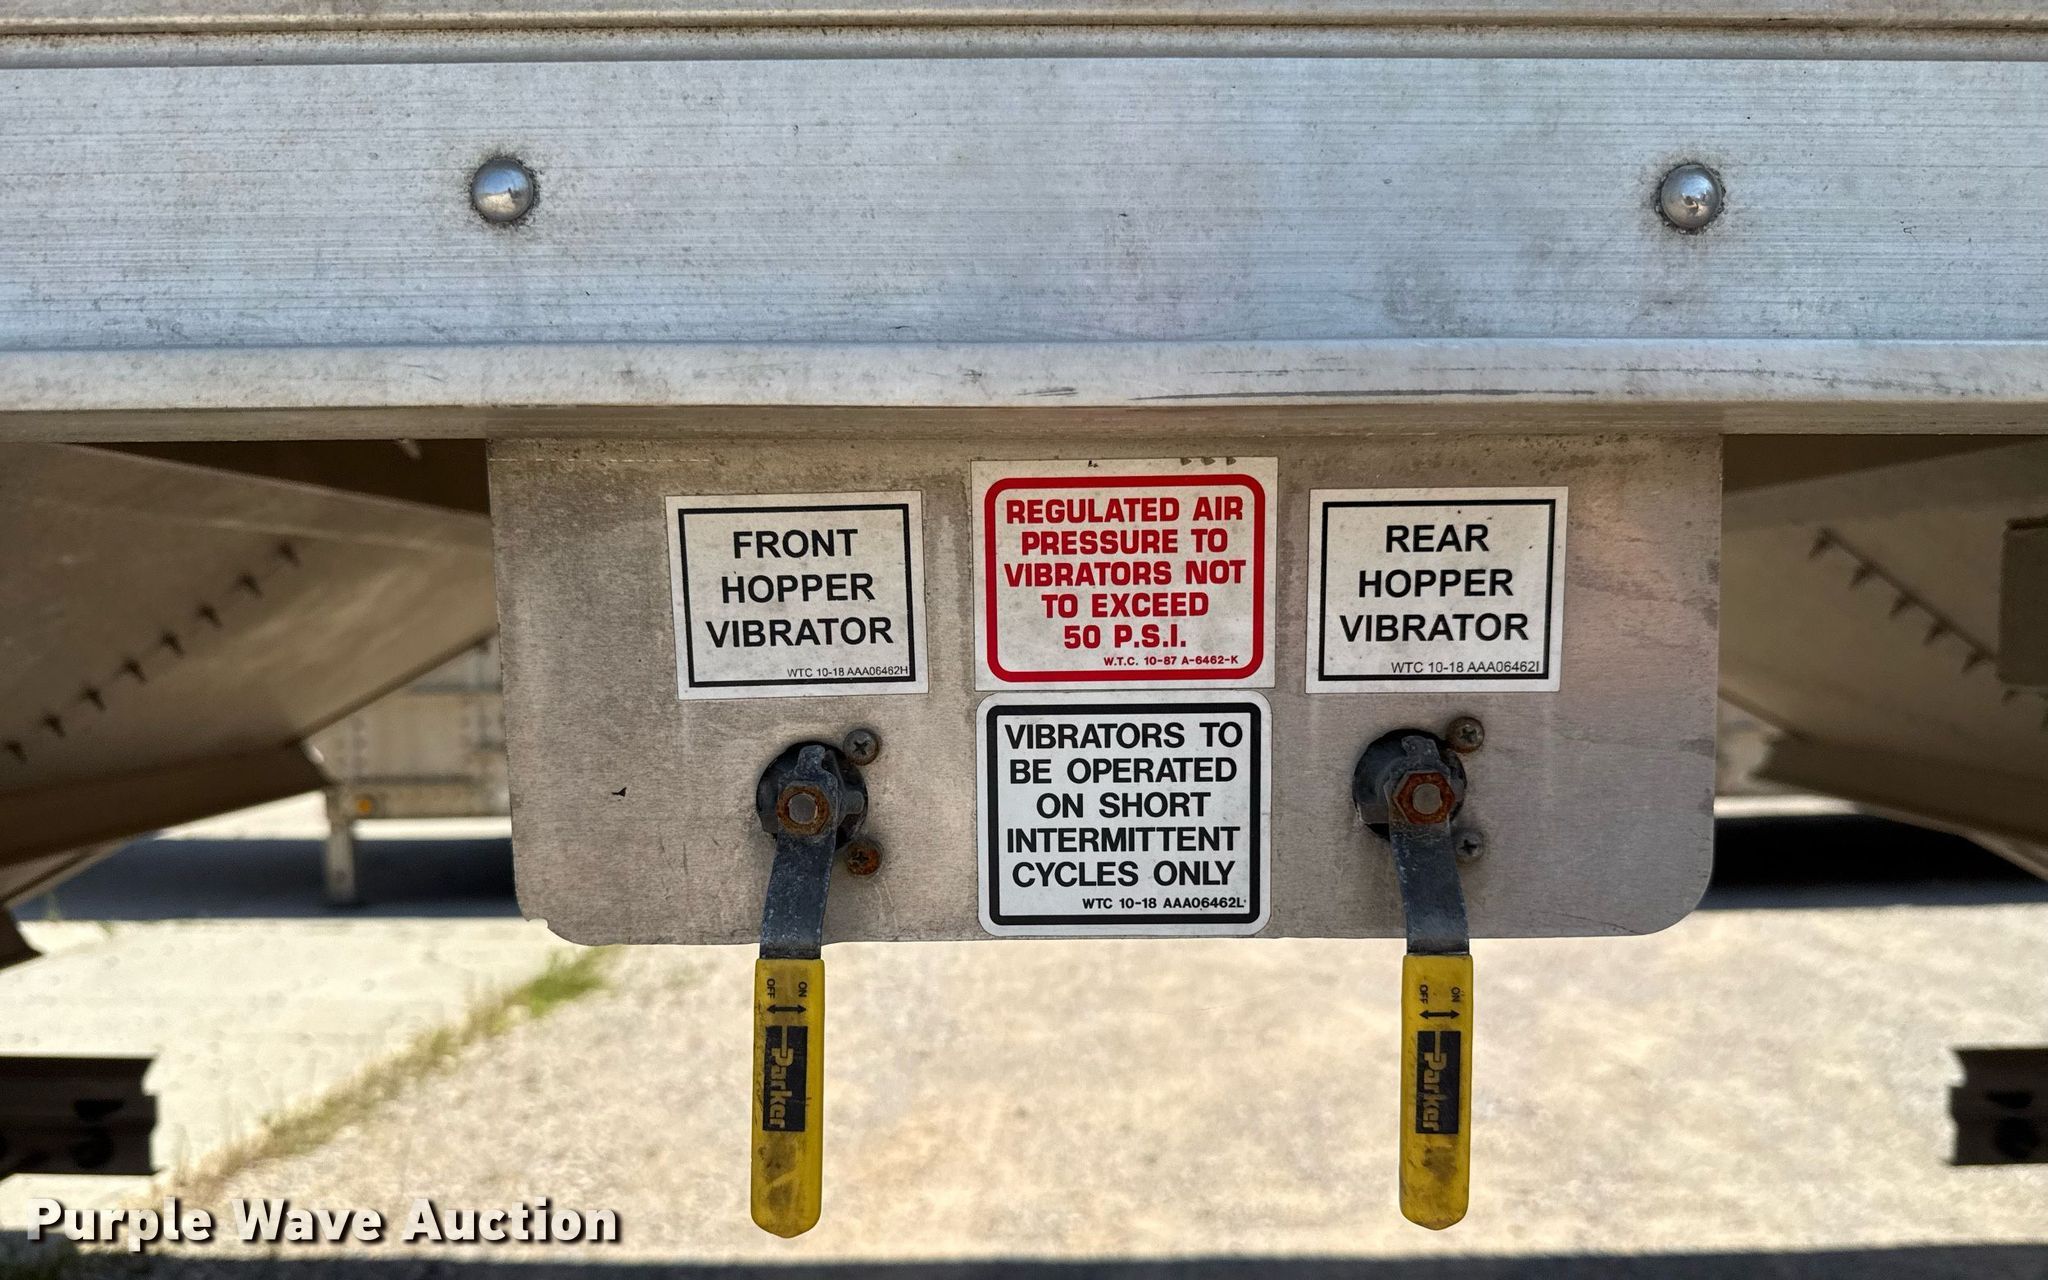 FRONT
HOPPER
VIBRATOR
WTC 10-18 AAA06462H
REGULATED AIR
PRESSURE TO
VIBRATORS NOT
TO EXCEED
50 P.S.I.
W.T.C. 10-87 A-6462-K
REAR
HOPPER
VIBRATOR
WTC 10-18 AAA06462I
VIBRATORS TO
BE OPERATED
ON SHORT
INTERMITTENT
CYCLES ONLY
WTC 10-18 AAA06462L
ON
OFF
Parker
ON
OFF
Parker
Purple Wave Auction